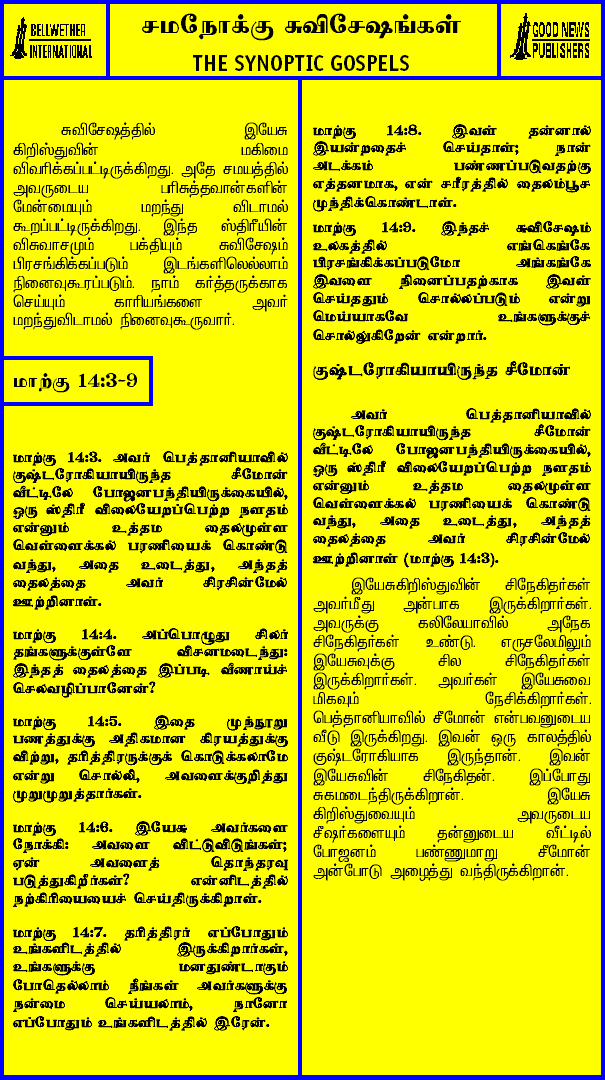 BELLWETHER
INTERNATIONAL
சமநோக்கு சுவிசேஷங்கள்
THE SYNOPTIC GOSPELS
GOOD NEWS
PUBLISHERS
சுவிசேஷத்தில் இயேசு
கிறிஸ்துவின் மகிமை
விவரிக்கப்பட்டிருக்கிறது. அதே சமயத்தில்
அவருடைய பரிசுத்தவான்களின்
மேன்மையும் மறந்து விடாமல்
கூறப்பட்டிருக்கிறது. இந்த ஸ்திரீயின்
விசுவாசமும் பக்தியும் சுவிசேஷம்
பிரசங்கிக்கப்படும் இடங்களிலெல்லாம்
நினைவுகூரப்படும். நாம் கர்த்தருக்காக
செய்யும் காரியங்களை அவர்
மறந்துவிடாமல் நினைவுகூருவார்.
மாற்கு 14:3-9
மாற்கு 14:3. அவர் பெத்தானியாவில்
குஷ்டரோகியாயிருந்த சீமோன்
வீட்டிலே போஜனபந்தியிருக்கையில்,
ஒரு ஸ்திரீ விலையேறப்பெற்ற நளதம்
என்னும் உத்தம தைலமுள்ள
வெள்ளைக்கல் பரணியைக் கொண்டு
வந்து, அதை உடைத்து, அந்தத்
தைலத்தை அவர் சிரசின்மேல்
ஊற்றினாள்.
மாற்கு 14:4. அப்பொழுது சிலர்
தங்களுக்குள்ளே விசனமடைந்து:
இந்தத் தைலத்தை இப்படி வீணாய்ச்
செலவழிப்பானேன்?
மாற்கு 14:5. இதை முந்நூறு
பணத்துக்கு அதிகமான கிரயத்துக்கு
விற்று, தரித்திரருக்குக் கொடுக்கலாமே
என்று சொல்லி, அவளைக்குறித்து
முறுமுறுத்தார்கள்.
மாற்கு 14:6. இயேசு அவர்களை
நோக்கி: அவளை விட்டுவிடுங்கள்;
ஏன் அவளைத் தொந்தரவு
படுத்துகிறீர்கள்? என்னிடத்தில்
நற்கிரியையைச் செய்திருக்கிறாள்.
மாற்கு 14:7. தரித்திரர் எப்போதும்
உங்களிடத்தில் இருக்கிறார்கள்,
உங்களுக்கு மனதுண்டாகும்
போதெல்லாம் நீங்கள் அவர்களுக்கு
நன்மை செய்யலாம், நானோ
எப்போதும் உங்களிடத்தில் இரேன்.
மாற்கு 14:8. இவள் தன்னால்
இயன்றதைச் செய்தாள்; நான்
அடக்கம் பண்ணப்படுவதற்கு
எத்தனமாக, என் சரீரத்தில் தைலம்பூச
முந்திக்கொண்டாள்.
மாற்கு 14:9. இந்தச் சுவிசேஷம்
உலகத்தில் எங்கெங்கே
பிரசங்கிக்கப்படுமோ அங்கங்கே
இவளை நினைப்பதற்காக இவள்
செய்ததும் சொல்லப்படும் என்று
மெய்யாகவே உங்களுக்குச்
சொல்லுகிறேன் என்றார்.
குஷ்டரோகியாயிருந்த சீமோன்
அவர் பெத்தானியாவில்
குஷ்டரோகியாயிருந்த சீமோன்
வீட்டிலே போஜனபந்தியிருக்கையில்,
ஒரு ஸ்திரீ விலையேறப்பெற்ற நளதம்
என்னும் உத்தம தைலமுள்ள
வெள்ளைக்கல் பரணியைக் கொண்டு
வந்து, அதை உடைத்து, அந்தத்
தைலத்தை அவர் சிரசின்மேல்
ஊற்றினாள் (மாற்கு 14:3).
இயேசுகிறிஸ்துவின் சிநேகிதர்கள்
அவர்மீது அன்பாக இருக்கிறார்கள்.
அவருக்கு கலிலேயாவில் அநேக
சிநேகிதர்கள் உண்டு. எருசலேமிலும்
இயேசுவுக்கு சில சிநேகிதர்கள்
இருக்கிறார்கள். அவர்கள் இயேசுவை
மிகவும் நேசிக்கிறார்கள்.
பெத்தானியாவில் சீமோன் என்பவனுடைய
வீடு இருக்கிறது. இவன் ஒரு காலத்தில்
குஷ்டரோகியாக இருந்தான். இவன்
இயேசுவின் சிநேகிதன். இப்போது
சுகமடைந்திருக்கிறான். இயேசு
கிறிஸ்துவையும் அவருடைய
சீஷர்களையும் தன்னுடைய வீட்டில்
போஜனம் பண்ணுமாறு சீமோன்
அன்போடு அழைத்து வந்திருக்கிறான்.